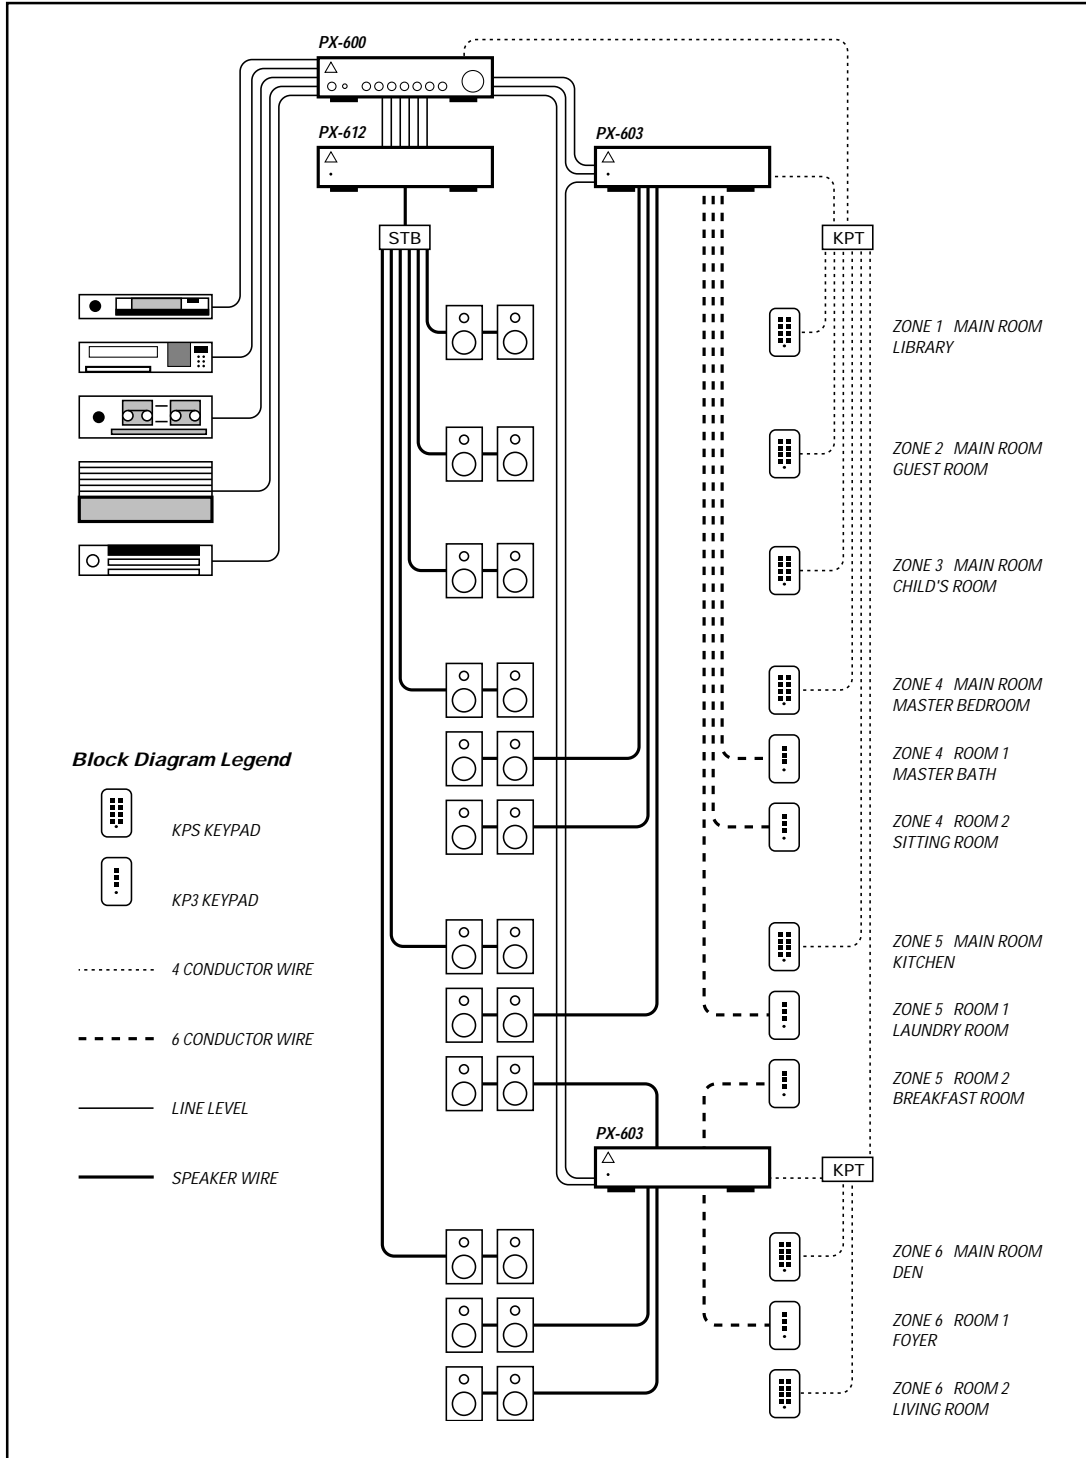 PX-600
PX-612
PX-603
STB
KPT
ZONE 1 MAIN ROOM
LIBRARY
ZONE 2 MAIN ROOM
GUEST ROOM
ZONE 3 MAIN ROOM
CHILD'S ROOM
ZONE 4 MAIN ROOM
MASTER BEDROOM
Block Diagram Legend
ZONE 4 ROOM 1
MASTER BATH
KPS KEYPAD
ZONE 4 ROOM 2
SITTING ROOM
KP3 KEYPAD
ZONE 5 MAIN ROOM
KITCHEN
4 CONDUCTOR WIRE
ZONE 5 ROOM 1
LAUNDRY ROOM
6 CONDUCTOR WIRE
ZONE 5 ROOM 2
BREAKFAST ROOM
LINE LEVEL
PX-603
KPT
SPEAKER WIRE
ZONE 6 MAIN ROOM
DEN
ZONE 6 ROOM 1
FOYER
ZONE 6 ROOM 2
LIVING ROOM